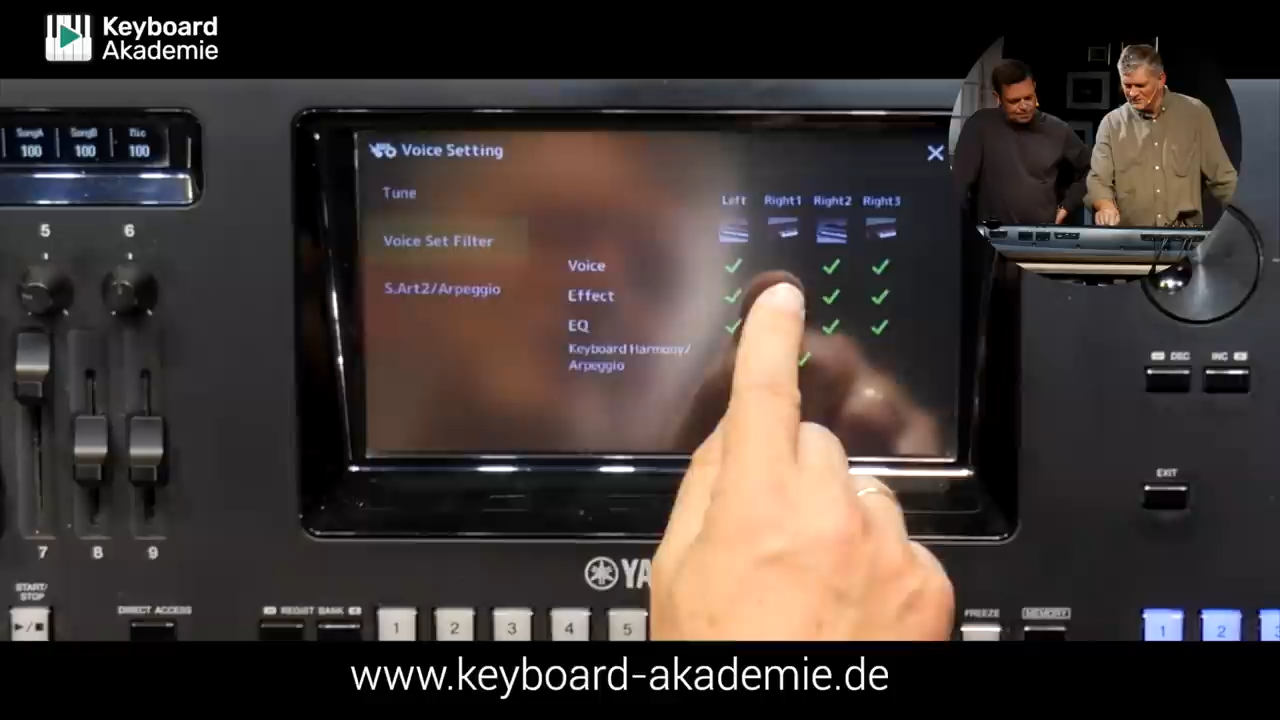 Keyboard
Akademie
SongA SongB Mic
100 100 100
Voice Setting
Tune
Left Right1 Right2 Right3
Voice Set Filter
Voice
S.Art2/Arpeggio
Effect
EQ
Keyboard Harmony/
Arpeggio
5 6
DEC INC
EXIT
7 8 9
YA
START/
STOP
DIRECT ACCESS
REGIST BANK
FREEZE
MEMORY
1 2 3 4 5
1 2
www.keyboard-akademie.de